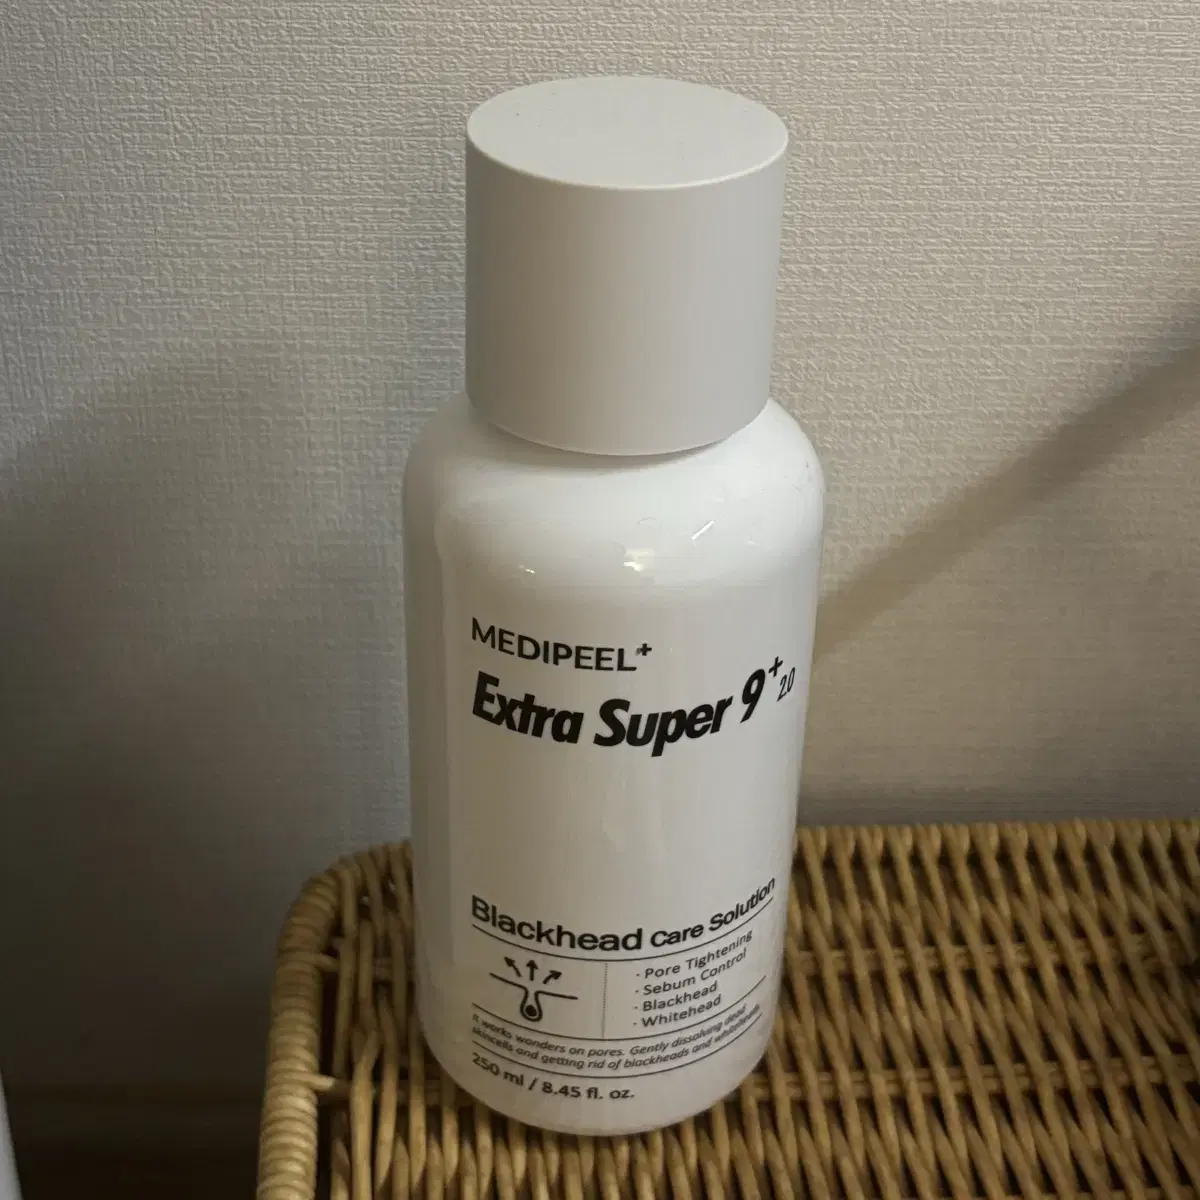 MEDIPEEL+
Extra Super 9+ 2.0
Blackhead Care Solution
· Pore Tightening
· Sebum Control
· Blackhead
· Whitehead
It works wonders on pores. Gently dissolving dead
skincells and getting rid of blackheads and whiteheads.
250 ml / 8.45 fl. oz.